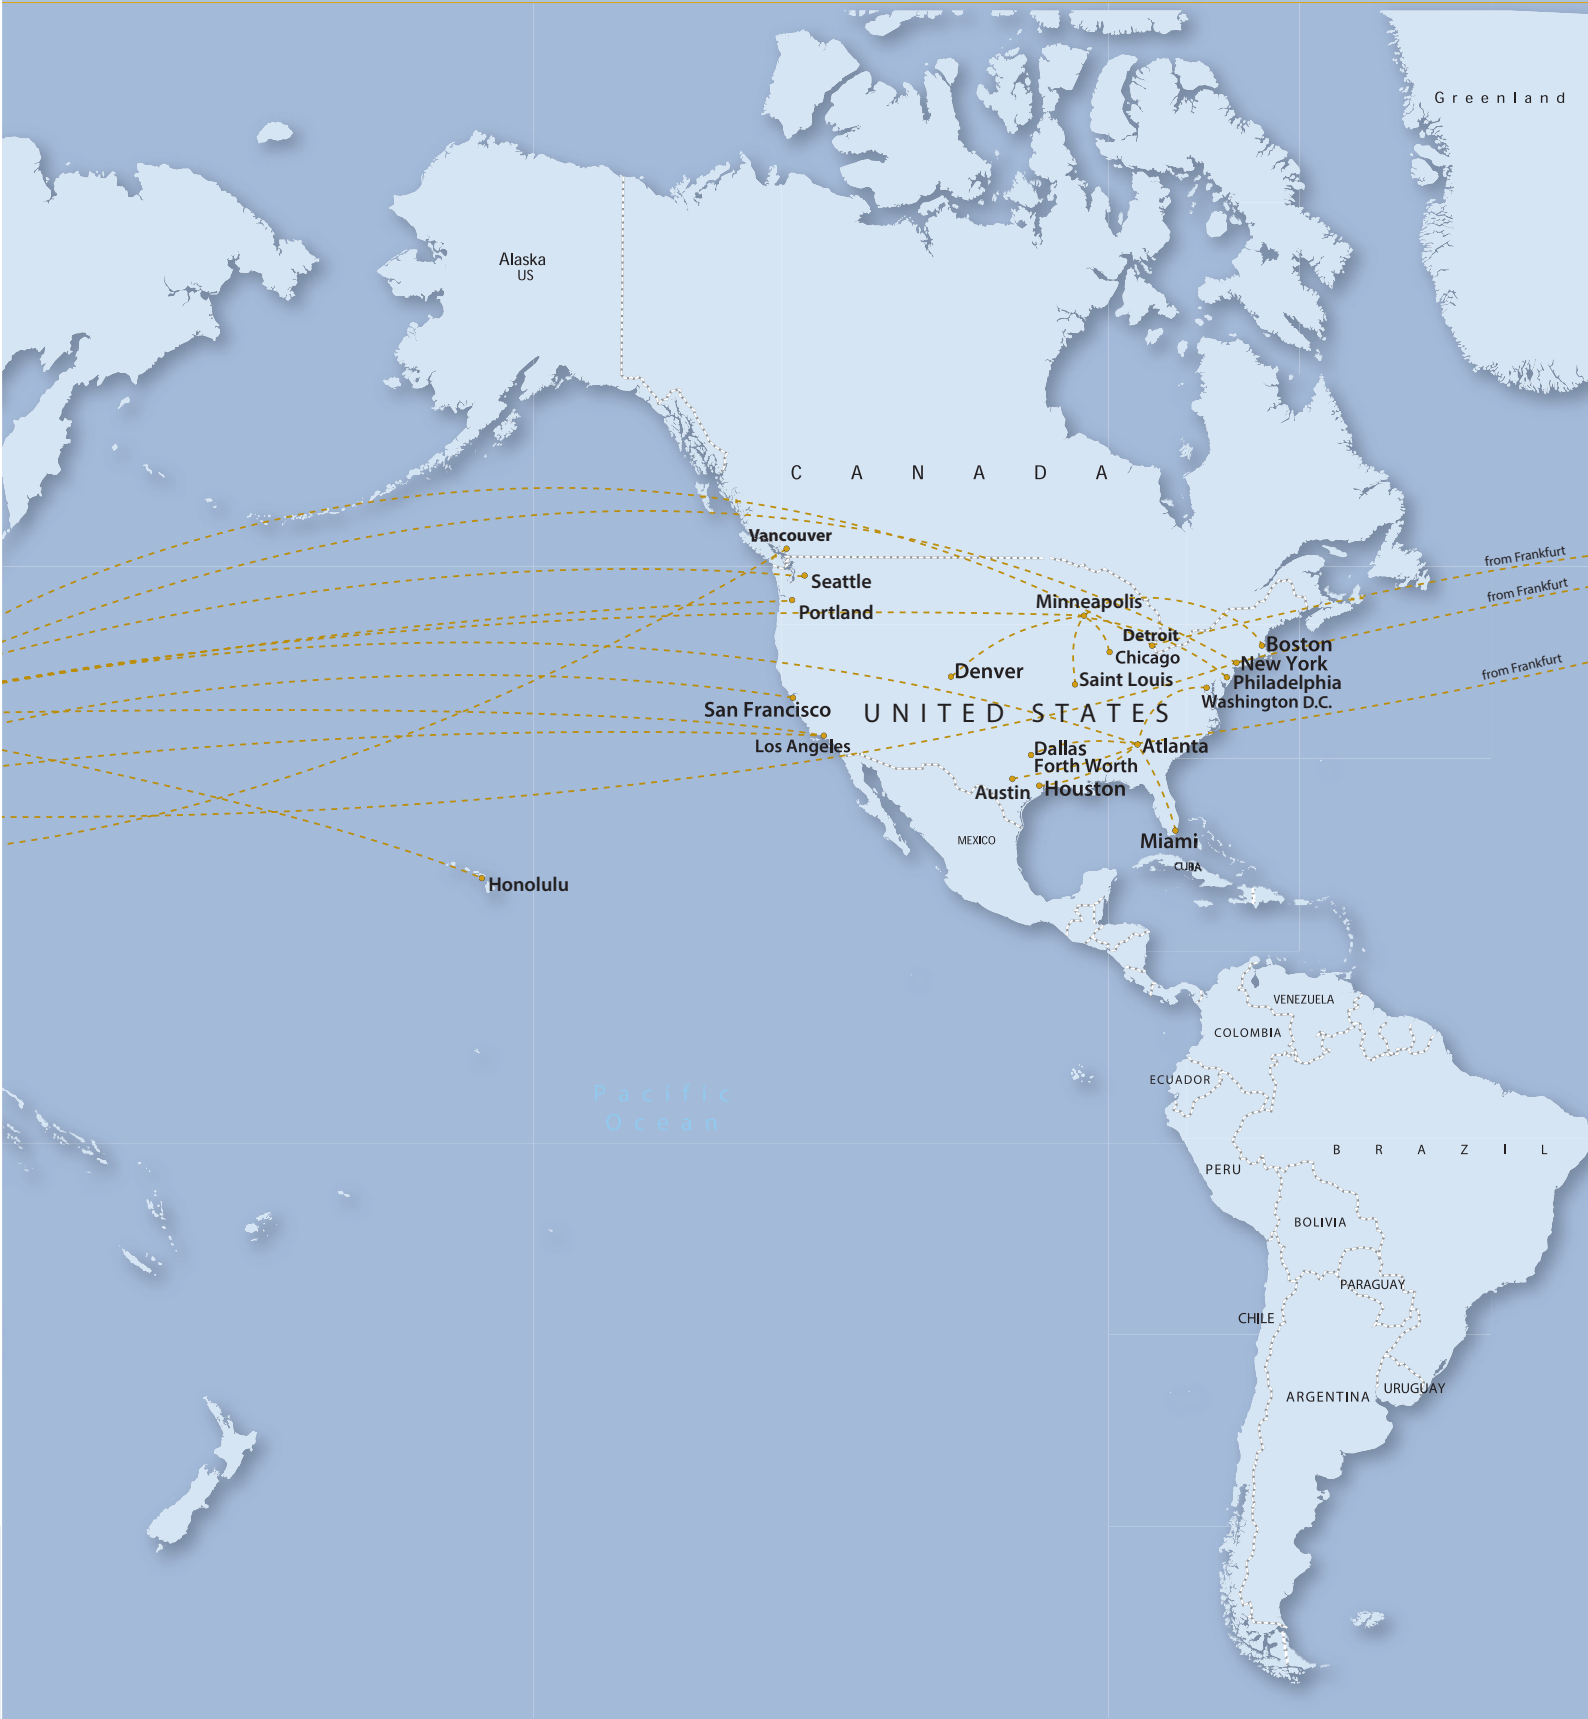 Greenland
Alaska
US
CANADA
from Frankfurt
Vancouver
Seattle
from Frankfurt
Minneapolis
Portland
Detroit
Boston
Chicago
New York
from Frankfurt
Denver
Saint Louis
Philadelphia
Washington D.C.
San Francisco
UNITED STATES
Los Angeles
Dallas
Forth Worth
Atlanta
Austin
Houston
MEXICO
Miami
CUBA
Honolulu
VENEZUELA
COLOMBIA
ECUADOR
Pacific
Ocean
BRAZIL
PERU
BOLIVIA
PARAGUAY
CHILE
ARGENTINA
URUGUAY